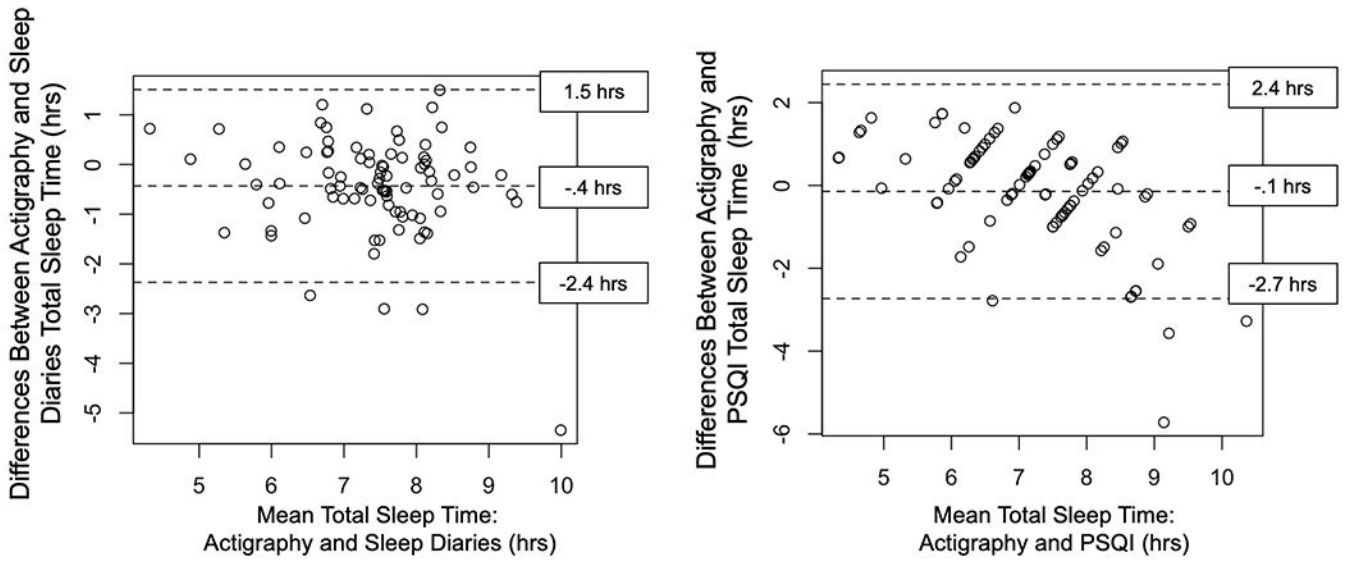 Differences Between Actigraphy and Sleep
Diaries Total Sleep Time (hrs)
1
0
-1
-2
-3
-4
-5
1.5 hrs
-.4 hrs
-2.4 hrs
5 6 7 8 9 10
Mean Total Sleep Time:
Actigraphy and Sleep Diaries (hrs)
Differences Between Actigraphy and
PSQI Total Sleep Time (hrs)
2
0
-2
-4
-6
2.4 hrs
-.1 hrs
-2.7 hrs
5 6 7 8 9 10
Mean Total Sleep Time:
Actigraphy and PSQI (hrs)